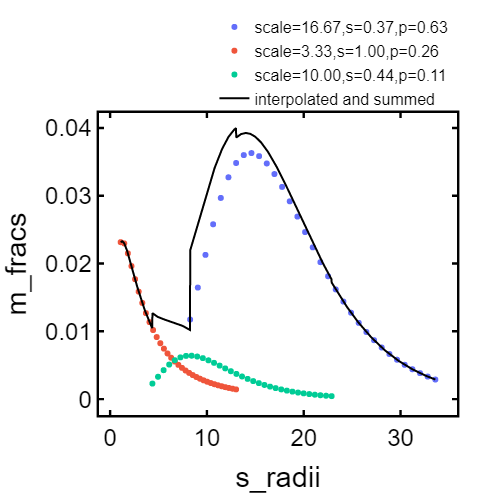 scale=16.67,s=0.37,p=0.63
scale=3.33,s=1.00,p=0.26
scale=10.00,s=0.44,p=0.11
interpolated and summed
0.04
0.03
0.02
0.01
0
m_fracs
0 10 20 30
s_radii